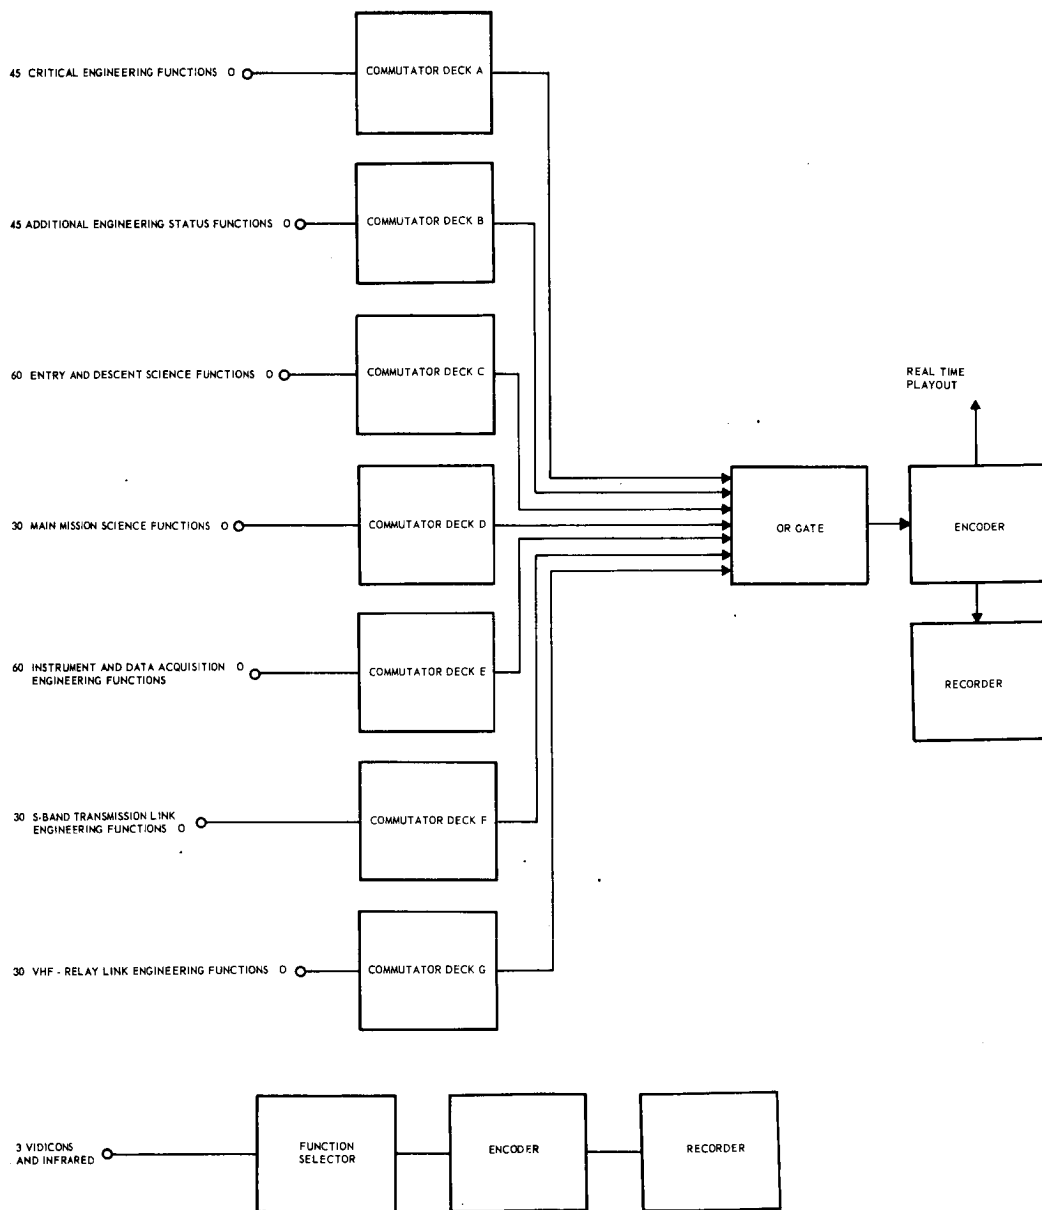 45 CRITICAL ENGINEERING FUNCTIONS O
COMMUTATOR DECK A
45 ADDITIONAL ENGINEERING STATUS FUNCTIONS O
COMMUTATOR DECK B
60 ENTRY AND DESCENT SCIENCE FUNCTIONS O
COMMUTATOR DECK C
REAL TIME
PLAYOUT
30 MAIN MISSION SCIENCE FUNCTIONS O
COMMUTATOR DECK D
OR GATE
ENCODER
60 INSTRUMENT AND DATA ACQUISITION O
ENGINEERING FUNCTIONS
COMMUTATOR DECK E
RECORDER
30 S-BAND TRANSMISSION LINK
ENGINEERING FUNCTIONS O
COMMUTATOR DECK F
30 VHF - RELAY LINK ENGINEERING FUNCTIONS O
COMMUTATOR DECK G
3 VIDICONS
AND INFRARED
FUNCTION
SELECTOR
ENCODER
RECORDER